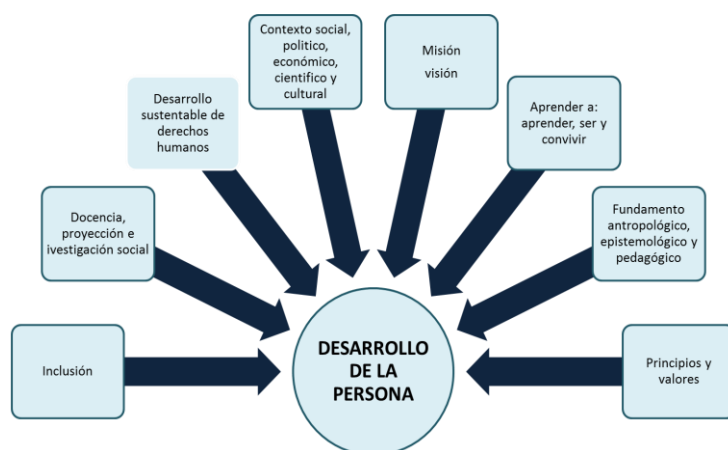 Contexto social,
politico,
económico,
cientifico y
cultural
Misión
visión
Desarrollo
sustentable de
derechos
humanos
Aprender a:
aprender, ser y
convivir
Docencia,
proyección e
ivestigación social
Fundamento
antropológico,
epistemológico y
pedagógico
Inclusión
DESARROLLO
DE LA
PERSONA
Principios y
valores